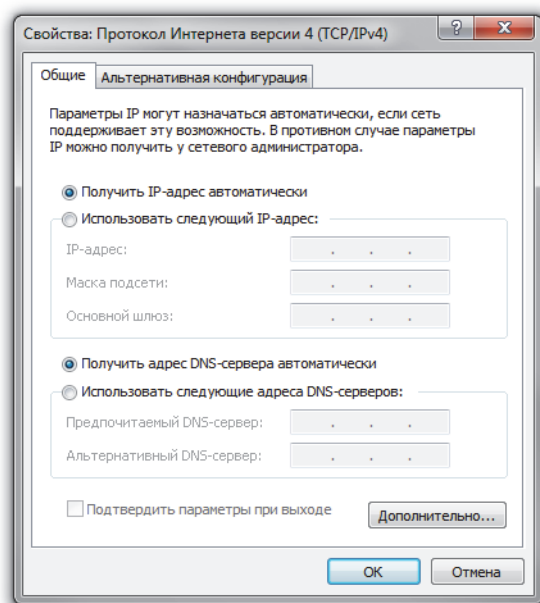 Свойства: Протокол Интернета версии 4 (TCP/IPv4)
Общие
Альтернативная конфигурация
Параметры IP могут назначаться автоматически, если сеть
поддерживает эту возможность. В противном случае параметры
IP можно получить у сетевого администратора.
Получить IP-адрес автоматически
Использовать следующий IP-адрес:
IP-адрес:
Маска подсети:
Основной шлюз:
Получить адрес DNS-сервера автоматически
Использовать следующие адреса DNS-серверов:
Предпочитаемый DNS-сервер:
Альтернативный DNS-сервер:
Подтвердить параметры при выходе
Дополнительно...
ОК
Отмена